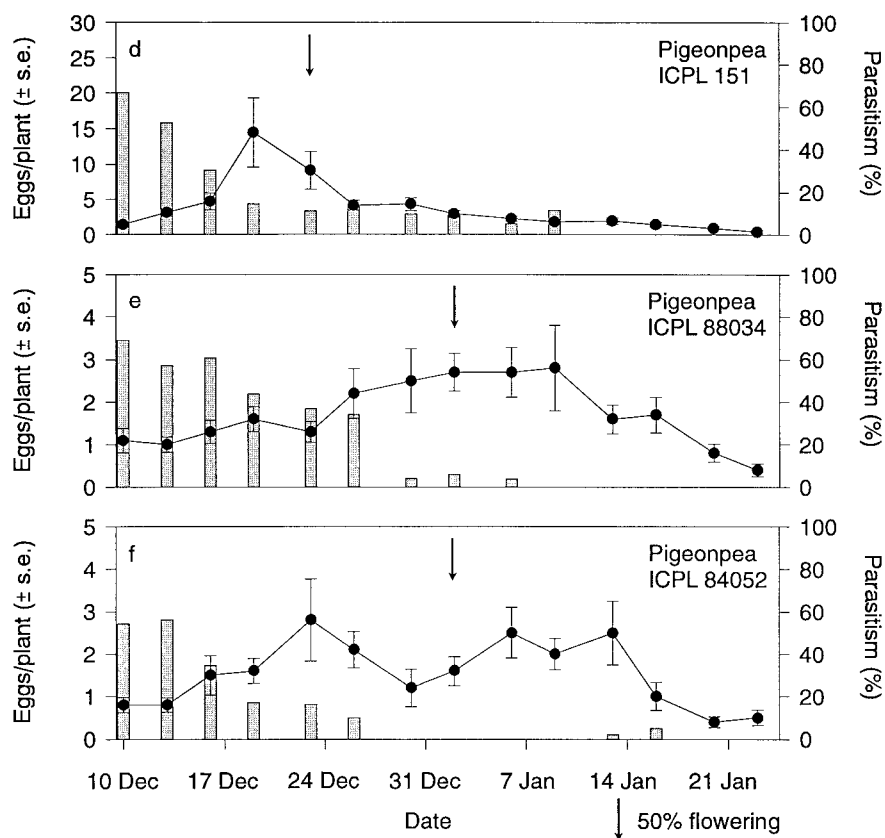 d
Pigeonpea
ICPL 151
Eggs/plant (± s.e.)
30
25
20
15
10
5
0
100
80
60
40
20
0
Parasitism (%)
e
Pigeonpea
ICPL 88034
Eggs/plant (± s.e.)
5
4
3
2
1
0
100
80
60
40
20
0
Parasitism (%)
f
Pigeonpea
ICPL 84052
Eggs/plant (± s.e.)
5
4
3
2
1
0
100
80
60
40
20
0
Parasitism (%)
10 Dec 17 Dec 24 Dec 31 Dec 7 Jan 14 Jan 21 Jan
Date
50% flowering